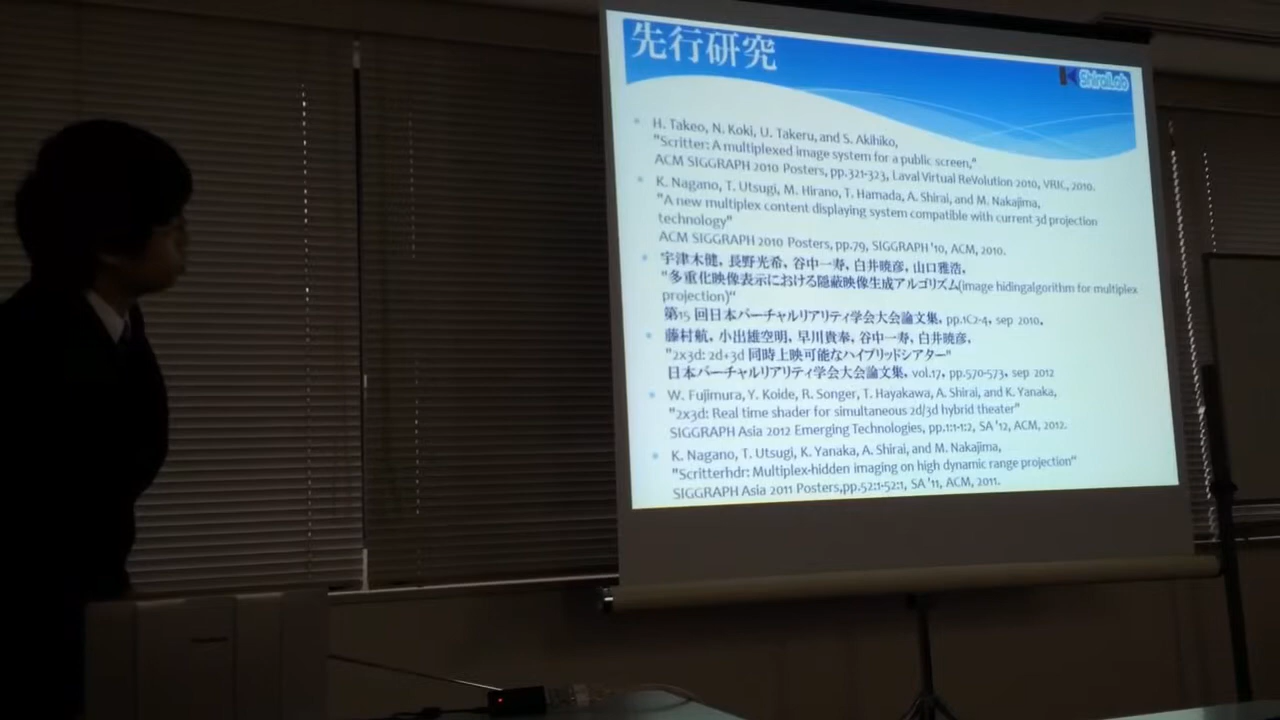 先行研究
ShiraiLab
H. Takeo, N. Koki, U. Takeru, and S. Akihiko,
"Scritter: A multiplexed image system for a public screen,"
ACM SIGGRAPH 2010 Posters, pp.321-323, Laval Virtual ReVolution 2010, VRIC, 2010.
K. Nagano, T. Utsugi, M. Hirano, T. Hamada, A. Shirai, and M. Nakajima,
"A new multiplex content displaying system compatible with current 3d projection
technology"
ACM SIGGRAPH 2010 Posters, pp.79, SIGGRAPH '10, ACM, 2010.
宇津木健, 長野光希, 谷中一寿, 白井暁彦, 山口雅浩,
"多重化映像表示における隠蔽映像生成アルゴリズム(image hidingalgorithm for multiplex
projection)"
第15 回日本バーチャルリアリティ学会大会論文集, pp.1C2-4, sep 2010.
藤村航, 小出雄空明, 早川貴奉, 谷中一寿, 白井暁彦,
"2x3d: 2d+3d 同時上映可能なハイブリッドシアター"
日本バーチャルリアリティ学会大会論文集, vol.17, pp.570-573, sep 2012
W. Fujimura, Y. Koide, R. Songer, T. Hayakawa, A. Shirai, and K. Yanaka,
"2x3d: Real time shader for simultaneous 2d/3d hybrid theater"
SIGGRAPH Asia 2012 Emerging Technologies, pp.1:1-1:2, SA '12, ACM, 2012.
K. Nagano, T. Utsugi, K. Yanaka, A. Shirai, and M. Nakajima,
"Scritterhdr: Multiplex-hidden imaging on high dynamic range projection"
SIGGRAPH Asia 2011 Posters,pp.52:1-52:1, SA '11, ACM, 2011.